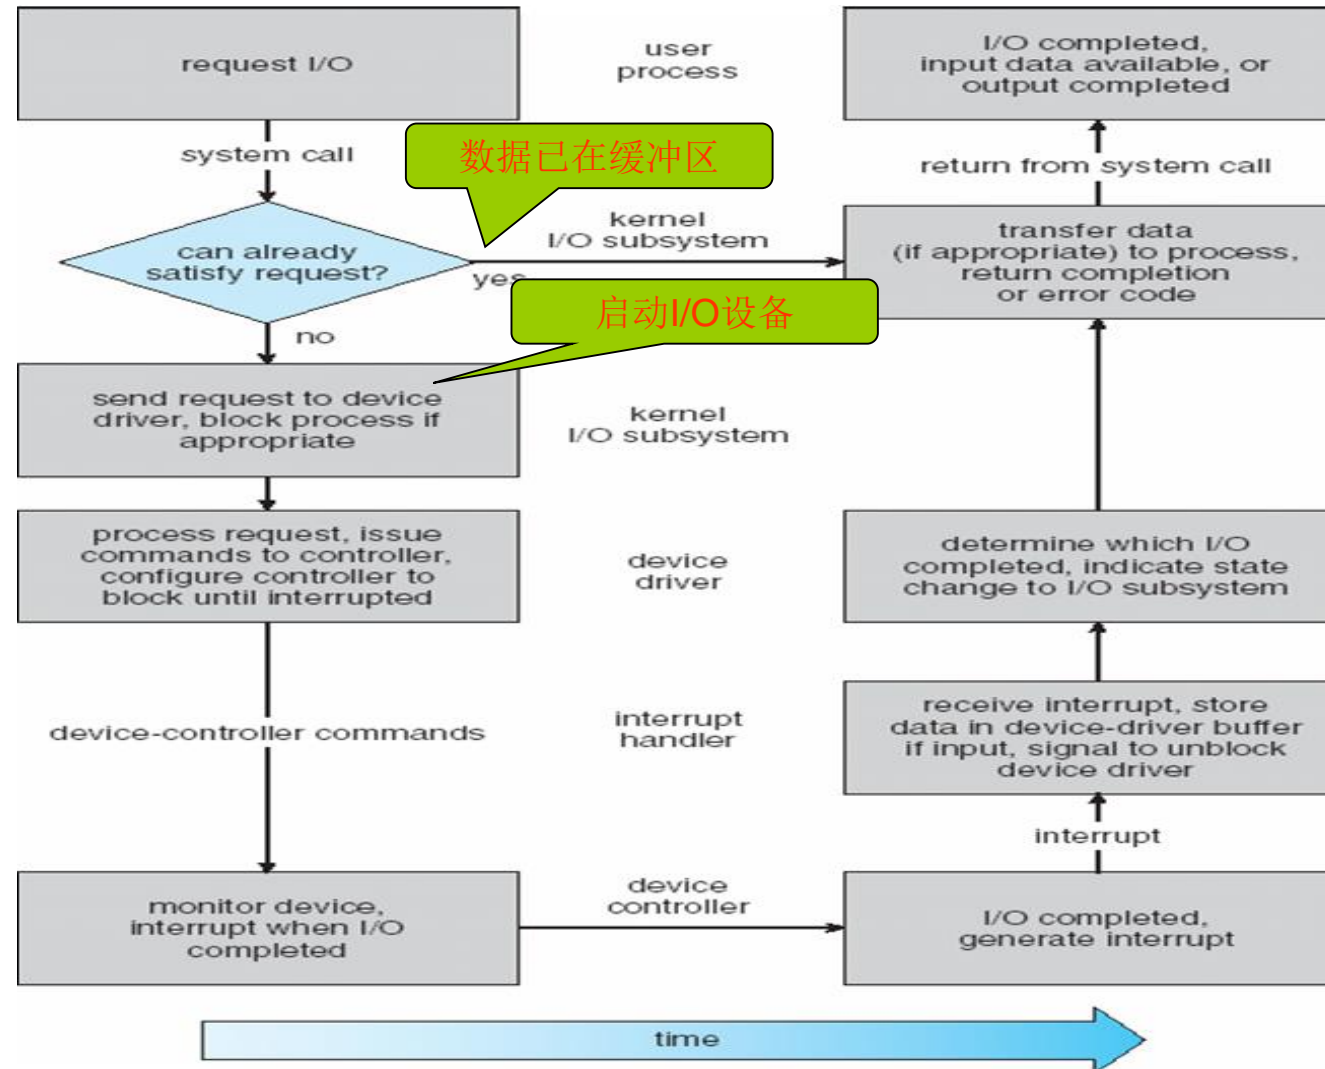 request I/O
user
process
I/O completed,
input data available, or
output completed
system call
数据已在缓冲区
return from system call
can already
satisfy request?
kernel
I/O subsystem
yes
transfer data
(if appropriate) to process,
return completion
or error code
启动I/O设备
no
send request to device
driver, block process if
appropriate
kernel
I/O subsystem
process request, issue
commands to controller,
configure controller to
block until interrupted
device
driver
determine which I/O
completed, indicate state
change to I/O subsystem
device-controller commands
interrupt
handler
receive interrupt, store
data in device-driver buffer
if input, signal to unblock
device driver
interrupt
monitor device,
interrupt when I/O
completed
device
controller
I/O completed,
generate interrupt
time